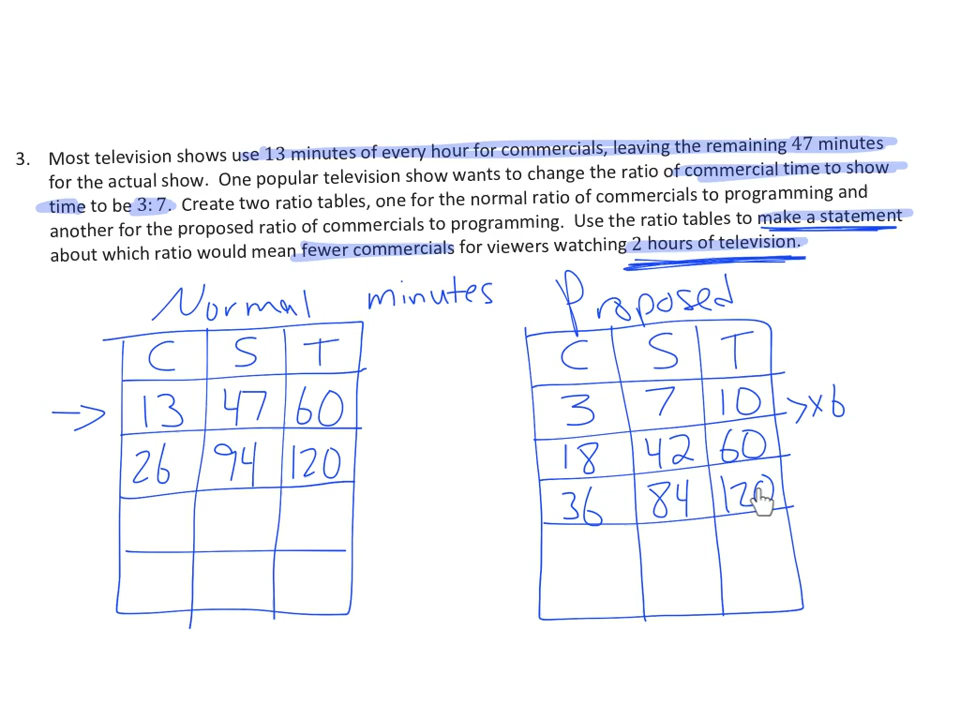 3. Most television shows use 13 minutes of every hour for commercials, leaving the remaining 47 minutes
for the actual show. One popular television show wants to change the ratio of commercial time to show
time to be 3: 7. Create two ratio tables, one for the normal ratio of commercials to programming and
another for the proposed ratio of commercials to programming. Use the ratio tables to make a statement
about which ratio would mean fewer commercials for viewers watching 2 hours of television.
Normal minutes Proposed
C S T
13 47 60
26 94 120
C S T
3 7 10 >x6
18 42 60
36 84 120